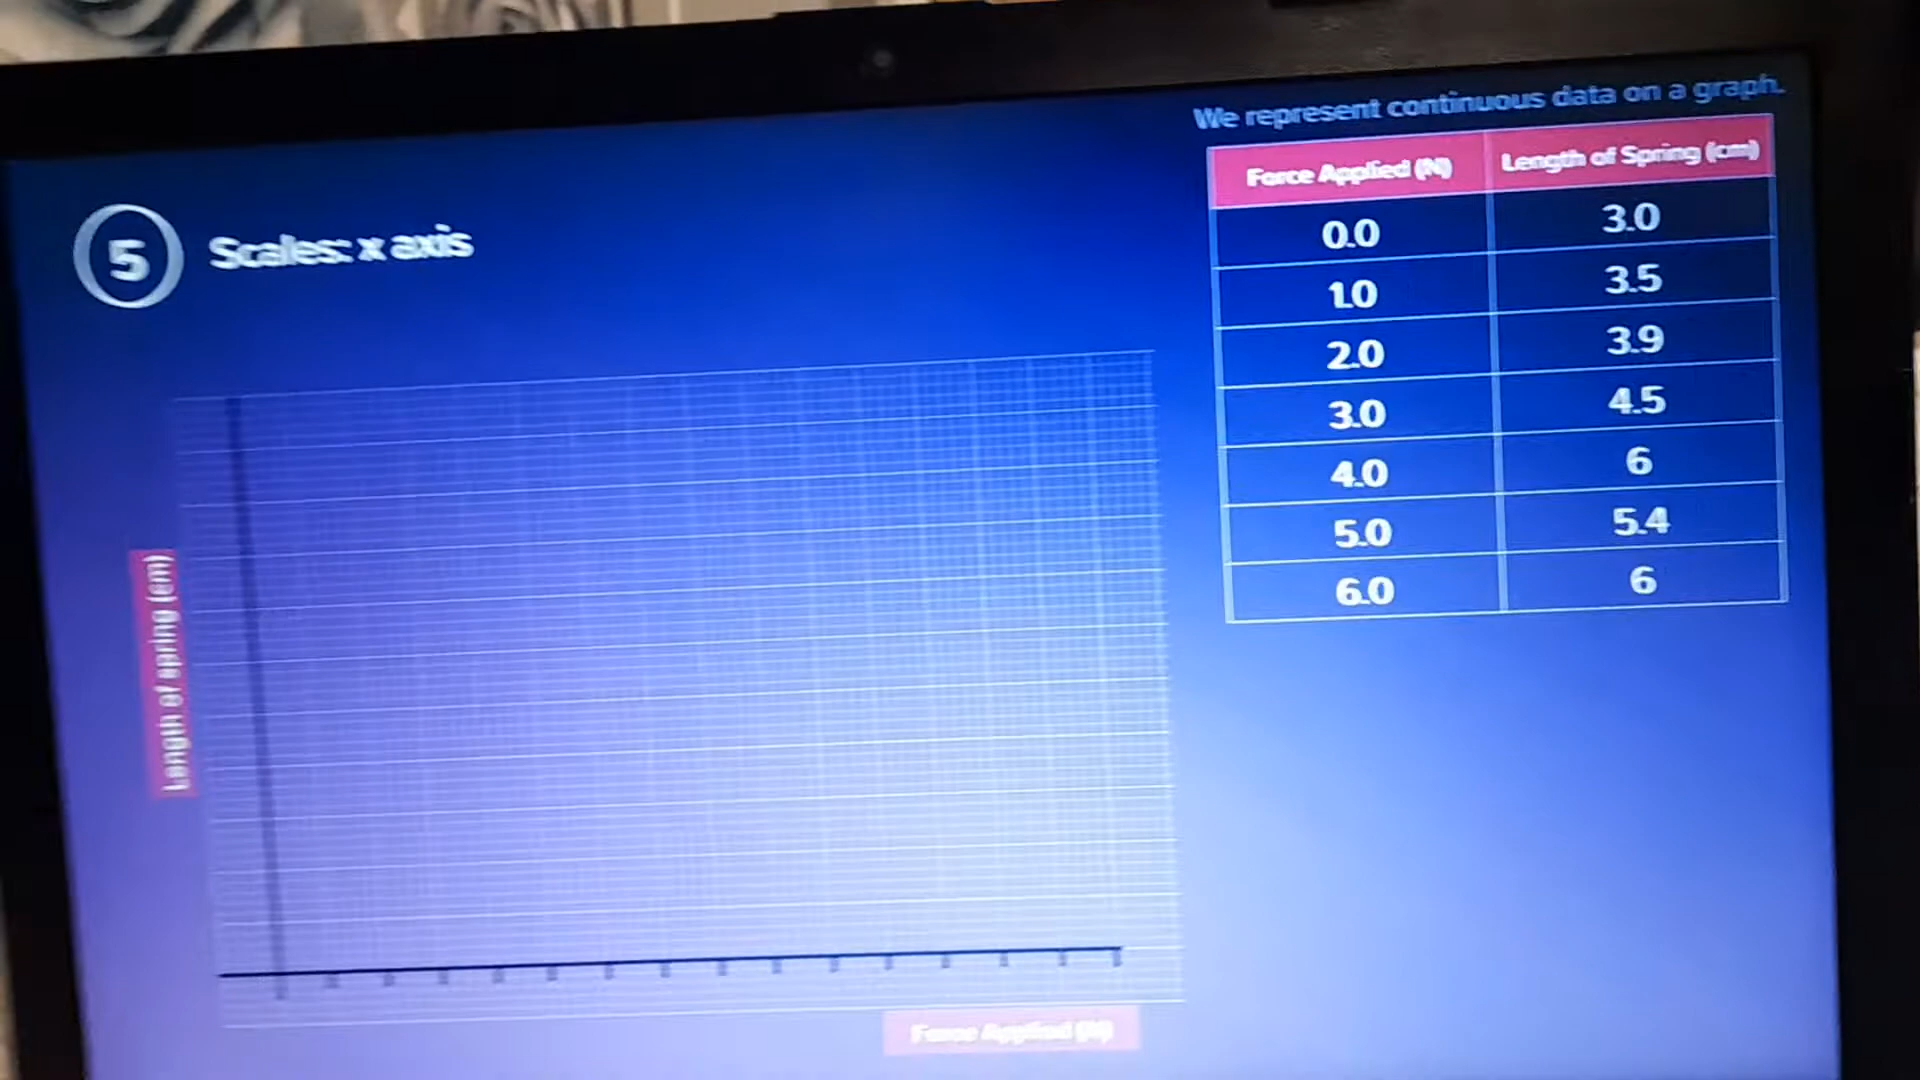 We represent continuous data on a graph.
5 Scales: x axis
Force Applied (N) Length of Spring (cm)
0.0 3.0
1.0 3.5
2.0 3.9
3.0 4.5
4.0 6
5.0 5.4
6.0 6
Length of spring (cm)
Force Applied (N)